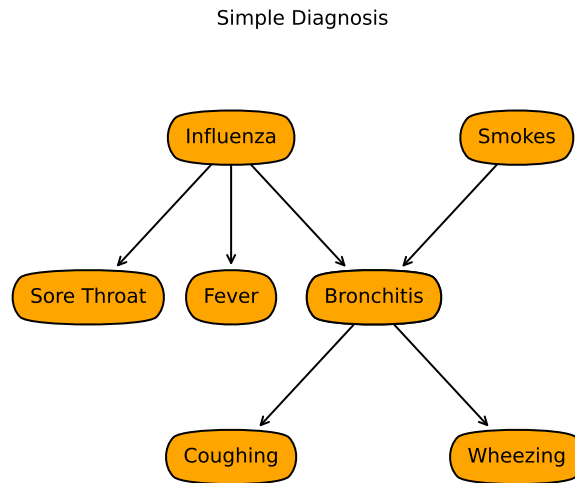 Simple Diagnosis
Influenza
Smokes
Sore Throat
Fever
Bronchitis
Coughing
Wheezing